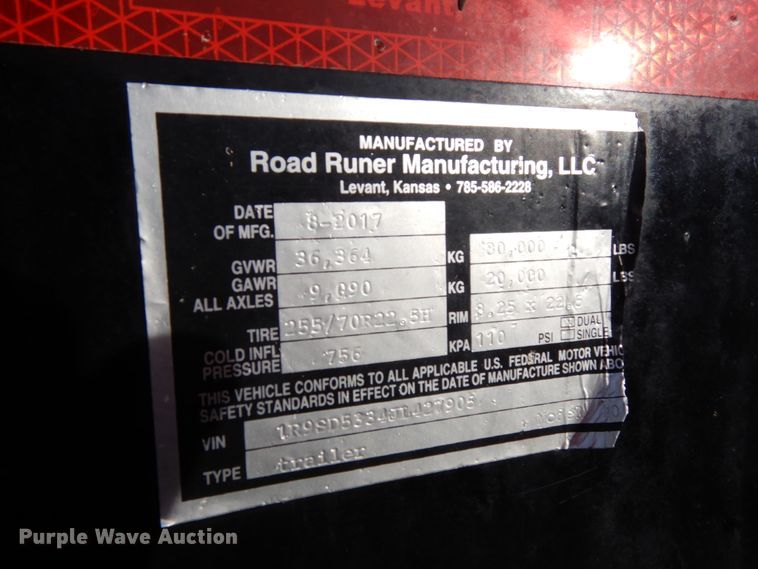 Levant,
MANUFACTURED BY
Road Runer Manufacturing, LLC
Levant, Kansas • 785-586-2228
DATE OF MFG. 8-2017
GVWR 36,364 KG 80,000 LBS
GAWR ALL AXLES 9,090 KG 20,000 LBS
TIRE 255/70R22.5H RIM 8.25 x 22.5
COLD INFL PRESSURE 756 KPA 110 PSI DUAL SINGLE
THIS VEHICLE CONFORMS TO ALL APPLICABLE U.S. FEDERAL MOTOR VEHIC
SAFETY STANDARDS IN EFFECT ON THE DATE OF MANUFACTURE SHOWN ABO
VIN
TYPE trailer
Purple Wave Auction